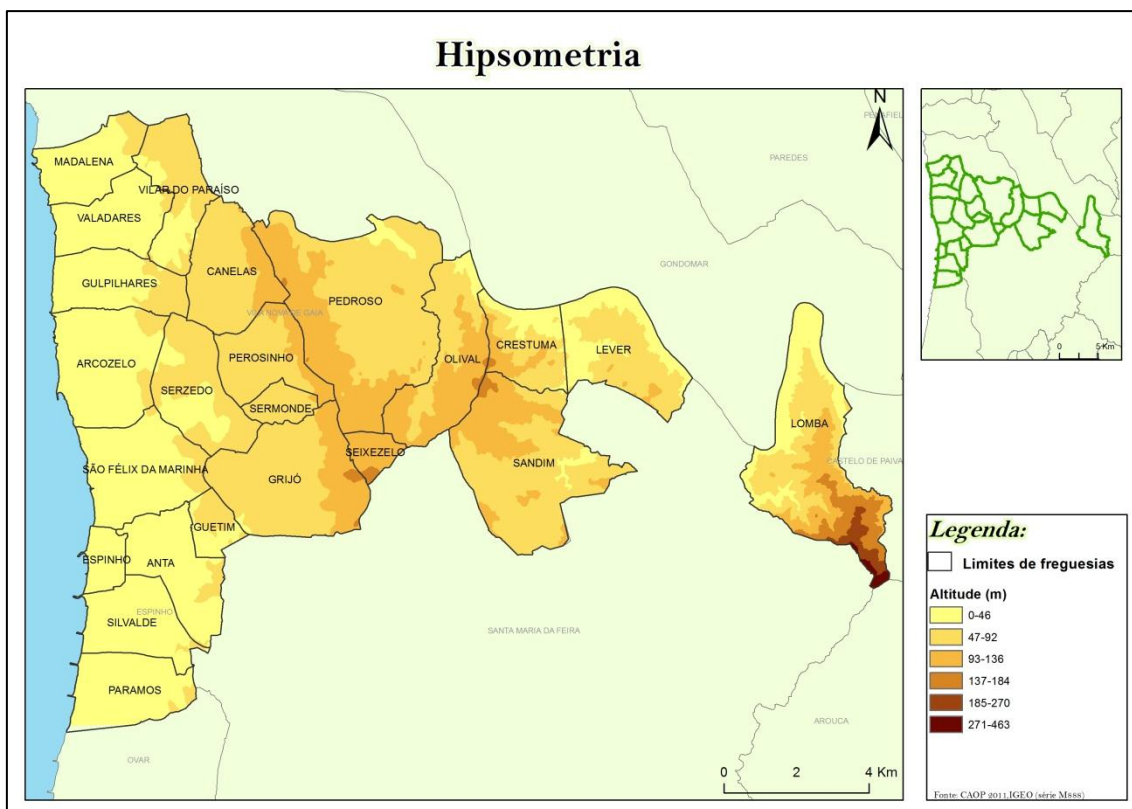 Hipsometria
N
PENAFIEL
PAREDES
MADALENA
VILAR DO PARAÍSO
VALADARES
GONDOMAR
CANELAS
GULPILHARES
PEDROSO
VILA NOVA DE GAIA
CRESTUMA
LEVER
OLIVAL
PEROSINHO
ARCOZELO
SERZEDO
SERMONDE
LOMBA
SEIXEZELO
SANDIM
CASTELO DE PAIVA
SÃO FÉLIX DA MARINHA
GRIJÓ
GUETIM
ESPINHO
ANTA
ESPINHO
SILVALDE
SANTA MARIA DA FEIRA
PARAMOS
AROUCA
OVAR
0 2 4 Km
0 5 Km
Legenda:
Limites de freguesias
Altitude (m)
0-46
47-92
93-136
137-184
185-270
271-463
Fonte: CAOP 2011,IGEO (série M888)